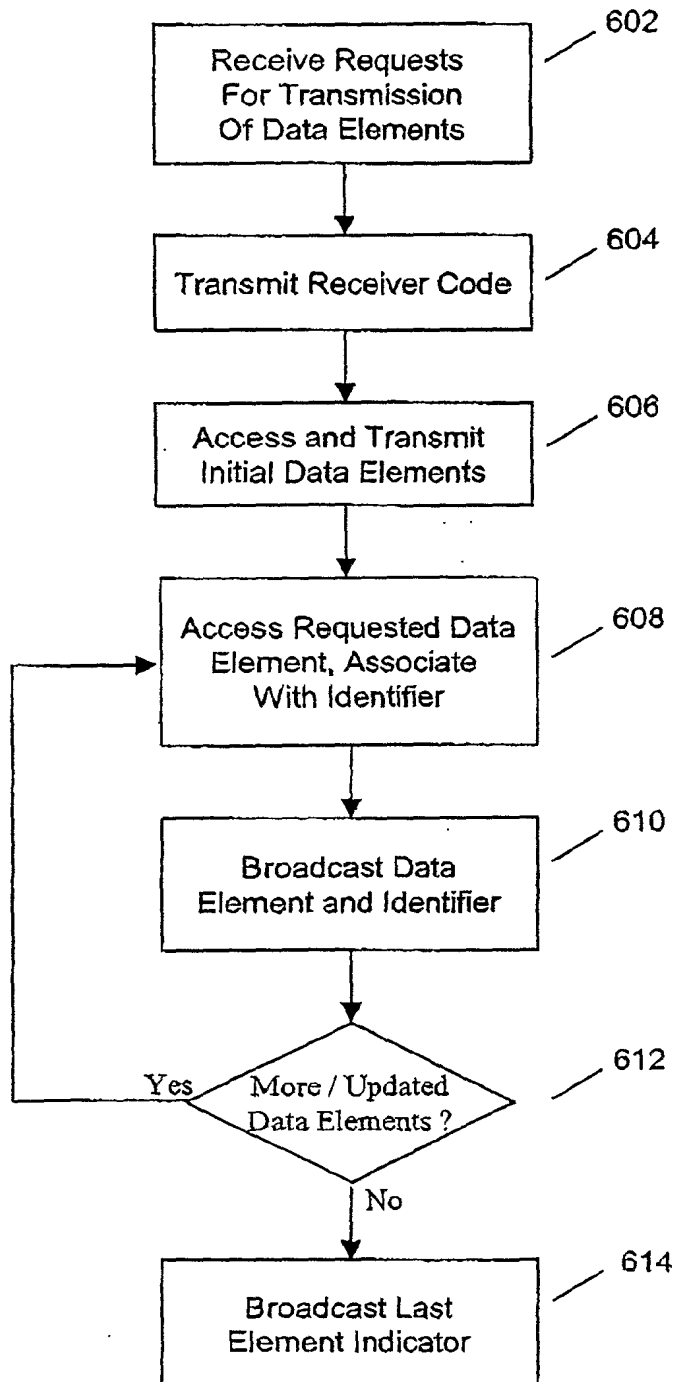 602
Receive Requests
For Transmission
Of Data Elements
604
Transmit Receiver Code
606
Access and Transmit
Initial Data Elements
608
Access Requested Data
Element, Associate
With Identifier
610
Broadcast Data
Element and Identifier
612
Yes
More / Updated
Data Elements ?
No
614
Broadcast Last
Element Indicator